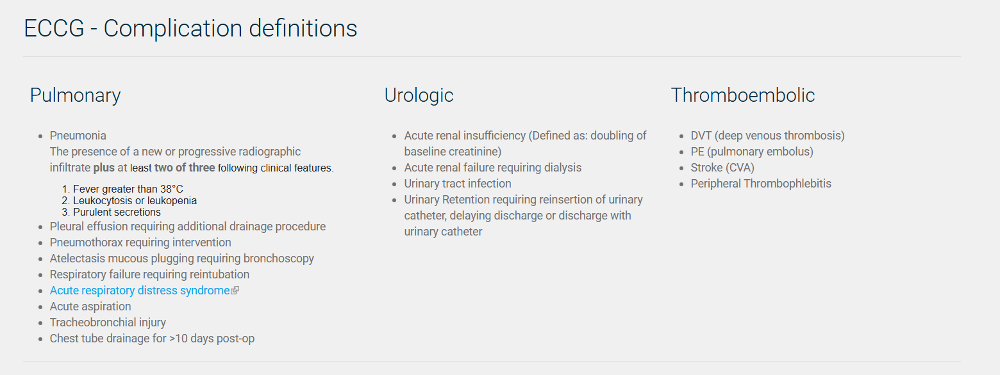 ECCG - Complication definitions
Pulmonary
Pneumonia
The presence of a new or progressive radiographic
infiltrate plus at least two of three following clinical features.
1. Fever greater than 38°C
2. Leukocytosis or leukopenia
3. Purulent secretions
Pleural effusion requiring additional drainage procedure
Pneumothorax requiring intervention
Atelectasis mucous plugging requiring bronchoscopy
Respiratory failure requiring reintubation
Acute respiratory distress syndrome
Acute aspiration
Tracheobronchial injury
Chest tube drainage for >10 days post-op
Urologic
Acute renal insufficiency (Defined as: doubling of
baseline creatinine)
Acute renal failure requiring dialysis
Urinary tract infection
Urinary Retention requiring reinsertion of urinary
catheter, delaying discharge or discharge with
urinary catheter
Thromboembolic
DVT (deep venous thrombosis)
PE (pulmonary embolus)
Stroke (CVA)
Peripheral Thrombophlebitis